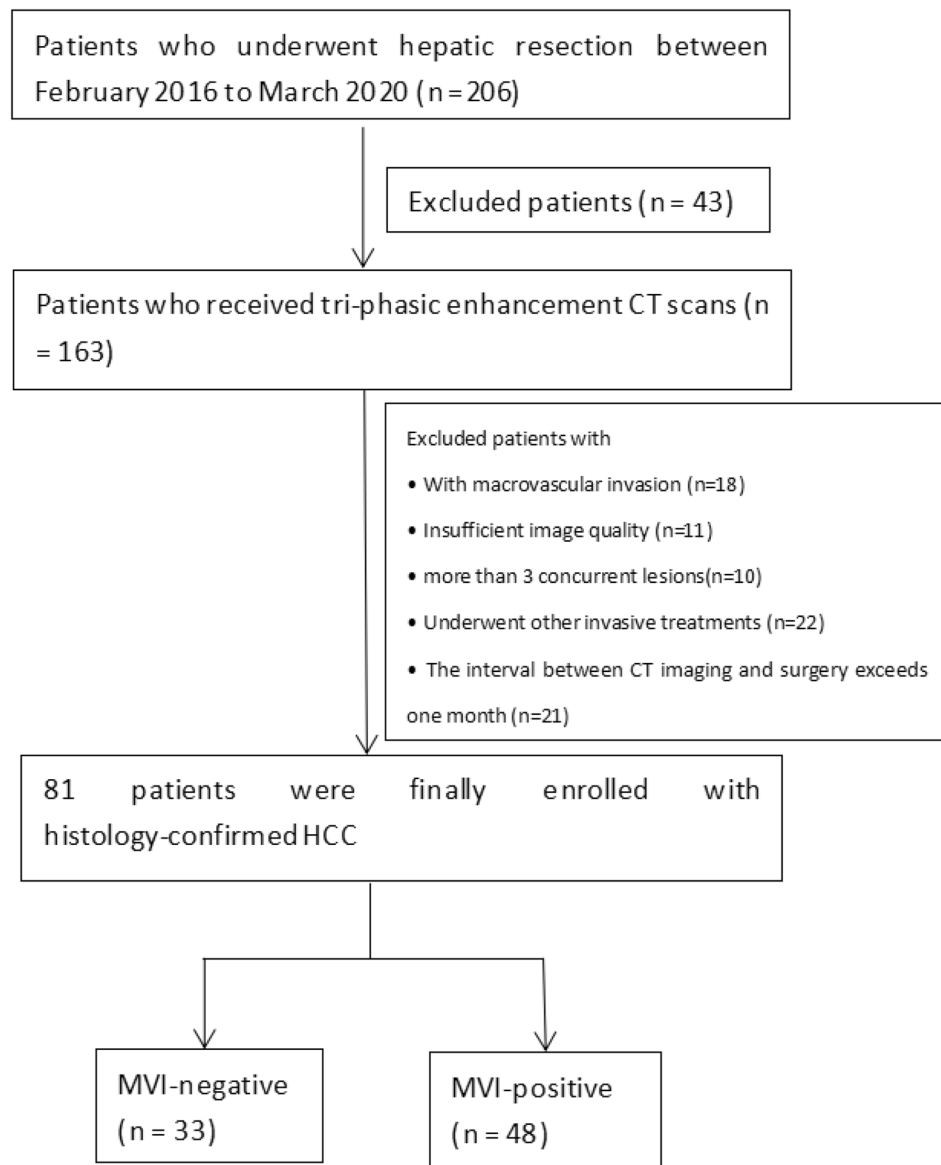 Patients who underwent hepatic resection between
February 2016 to March 2020 (n = 206)
Excluded patients (n = 43)
Patients who received tri-phasic enhancement CT scans (n
= 163)
Excluded patients with
• With macrovascular invasion (n=18)
• Insufficient image quality (n=11)
• more than 3 concurrent lesions(n=10)
• Underwent other invasive treatments (n=22)
• The interval between CT imaging and surgery exceeds
one month (n=21)
81 patients were finally enrolled with
histology-confirmed HCC
MVI-negative
(n = 33)
MVI-positive
(n = 48)